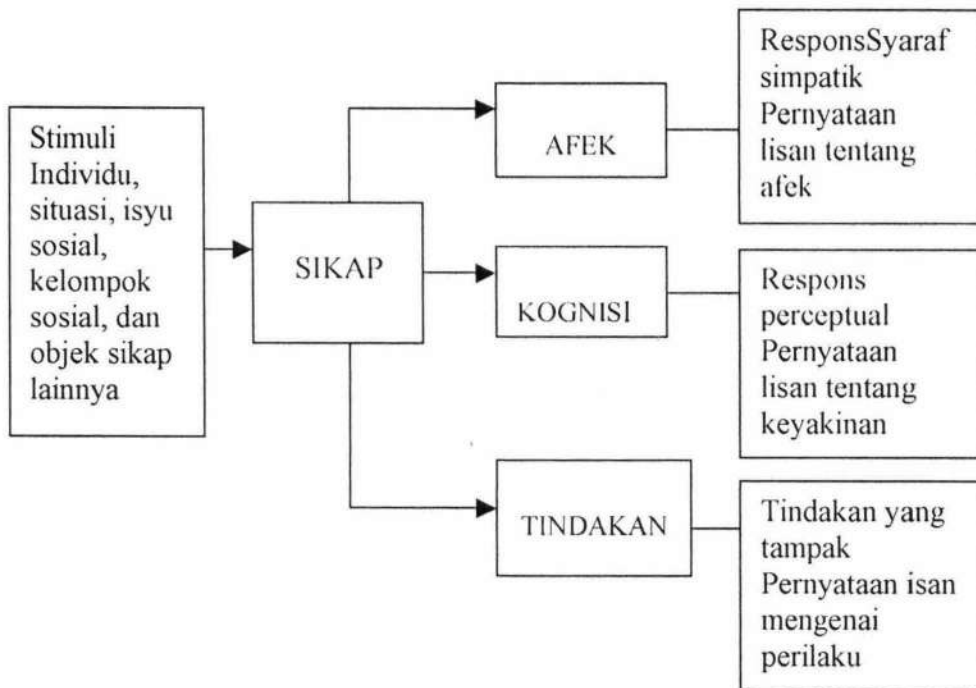 Stimuli
Individu,
situasi, isyu
sosial,
kelompok
sosial, dan
objek sikap
lainnya
SIKAP
AFEK
ResponsSyaraf
simpatik
Pernyataan
lisan tentang
afek
KOGNISI
Respons
perceptual
Pernyataan
lisan tentang
keyakinan
TINDAKAN
Tindakan yang
tampak
Pernyataan isan
mengenai
perilaku